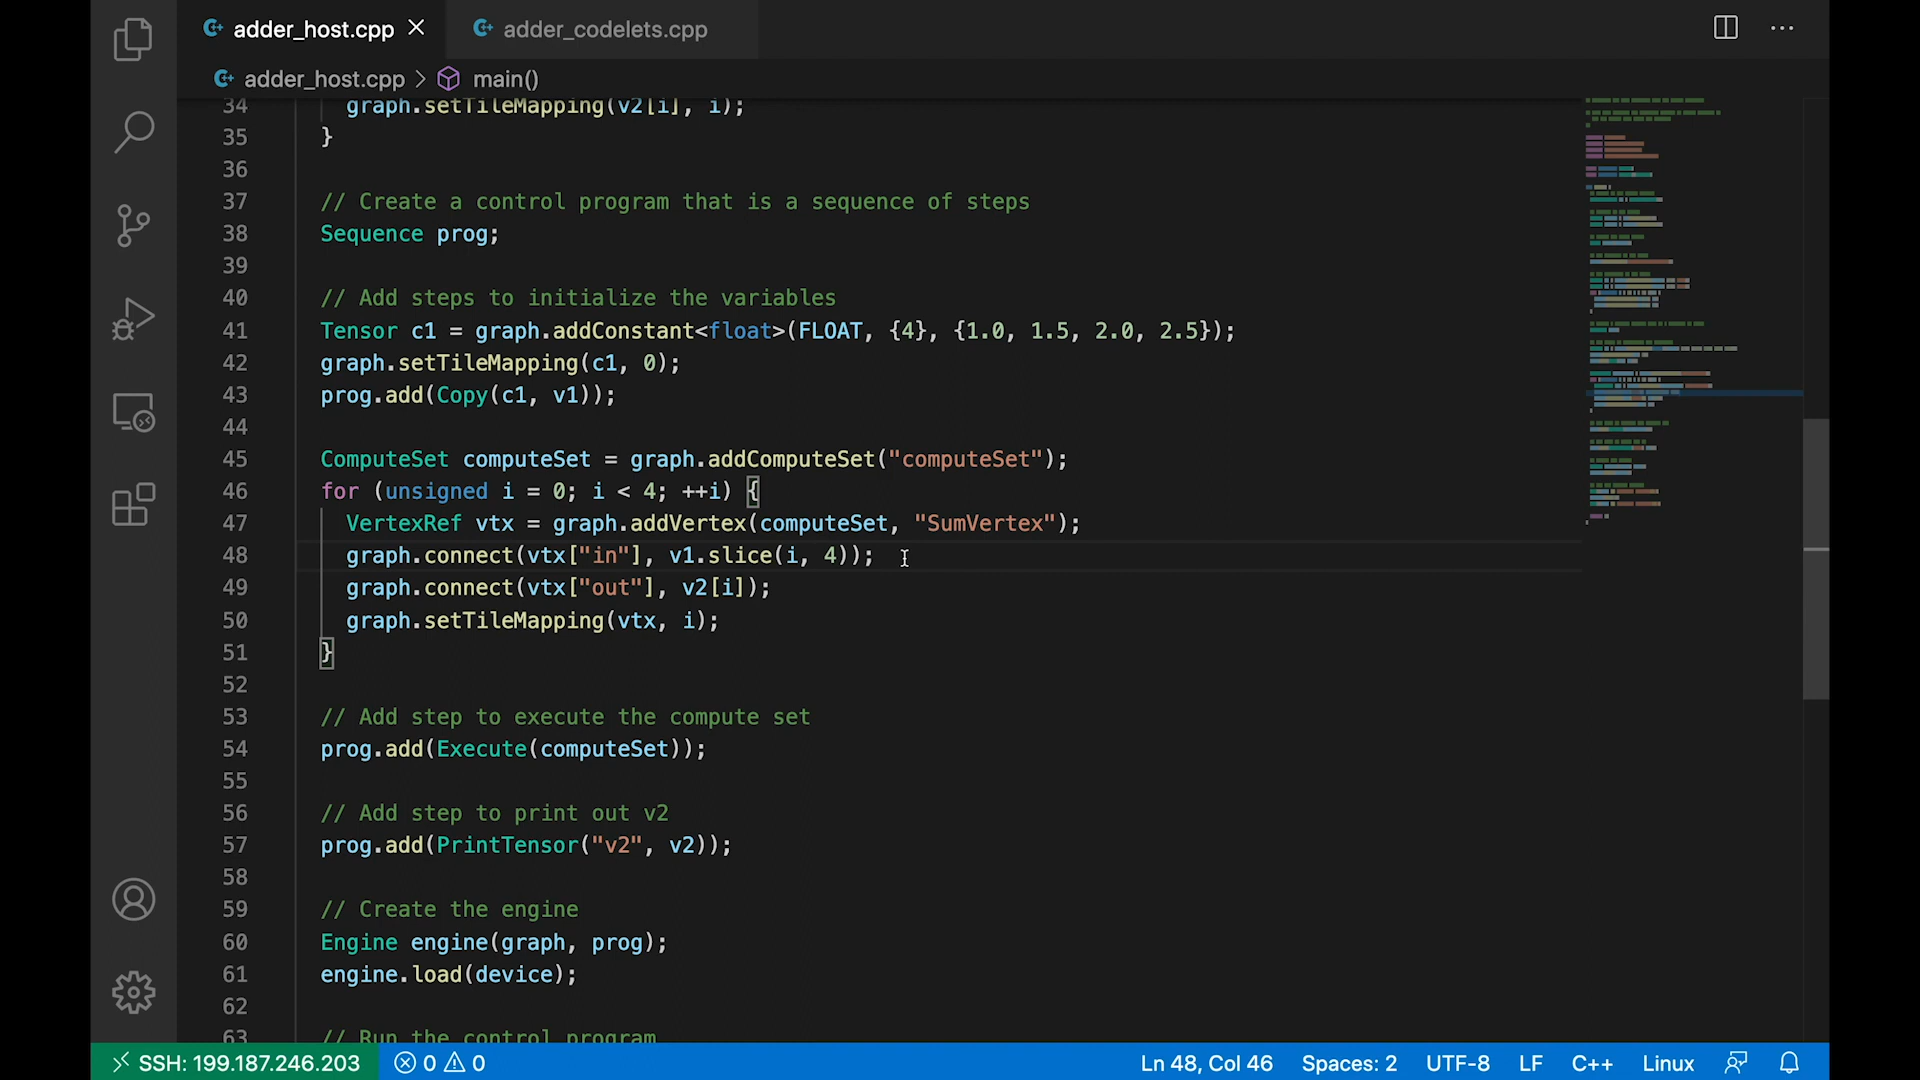 adder_host.cpp
adder_codelets.cpp
adder_host.cpp > main()
34 graph.setTileMapping(v2[i], i);
35 }
36
37 // Create a control program that is a sequence of steps
38 Sequence prog;
39
40 // Add steps to initialize the variables
41 Tensor c1 = graph.addConstant<float>(FLOAT, {4}, {1.0, 1.5, 2.0, 2.5});
42 graph.setTileMapping(c1, 0);
43 prog.add(Copy(c1, v1));
44
45 ComputeSet computeSet = graph.addComputeSet("computeSet");
46 for (unsigned i = 0; i < 4; ++i) {
47 VertexRef vtx = graph.addVertex(computeSet, "SumVertex");
48 graph.connect(vtx["in"], v1.slice(i, 4));
49 graph.connect(vtx["out"], v2[i]);
50 graph.setTileMapping(vtx, i);
51 }
52
53 // Add step to execute the compute set
54 prog.add(Execute(computeSet));
55
56 // Add step to print out v2
57 prog.add(PrintTensor("v2", v2));
58
59 // Create the engine
60 Engine engine(graph, prog);
61 engine.load(device);
62
63 // Run the control program
SSH: 199.187.246.203 0 0 Ln 48, Col 46 Spaces: 2 UTF-8 LF C++ Linux